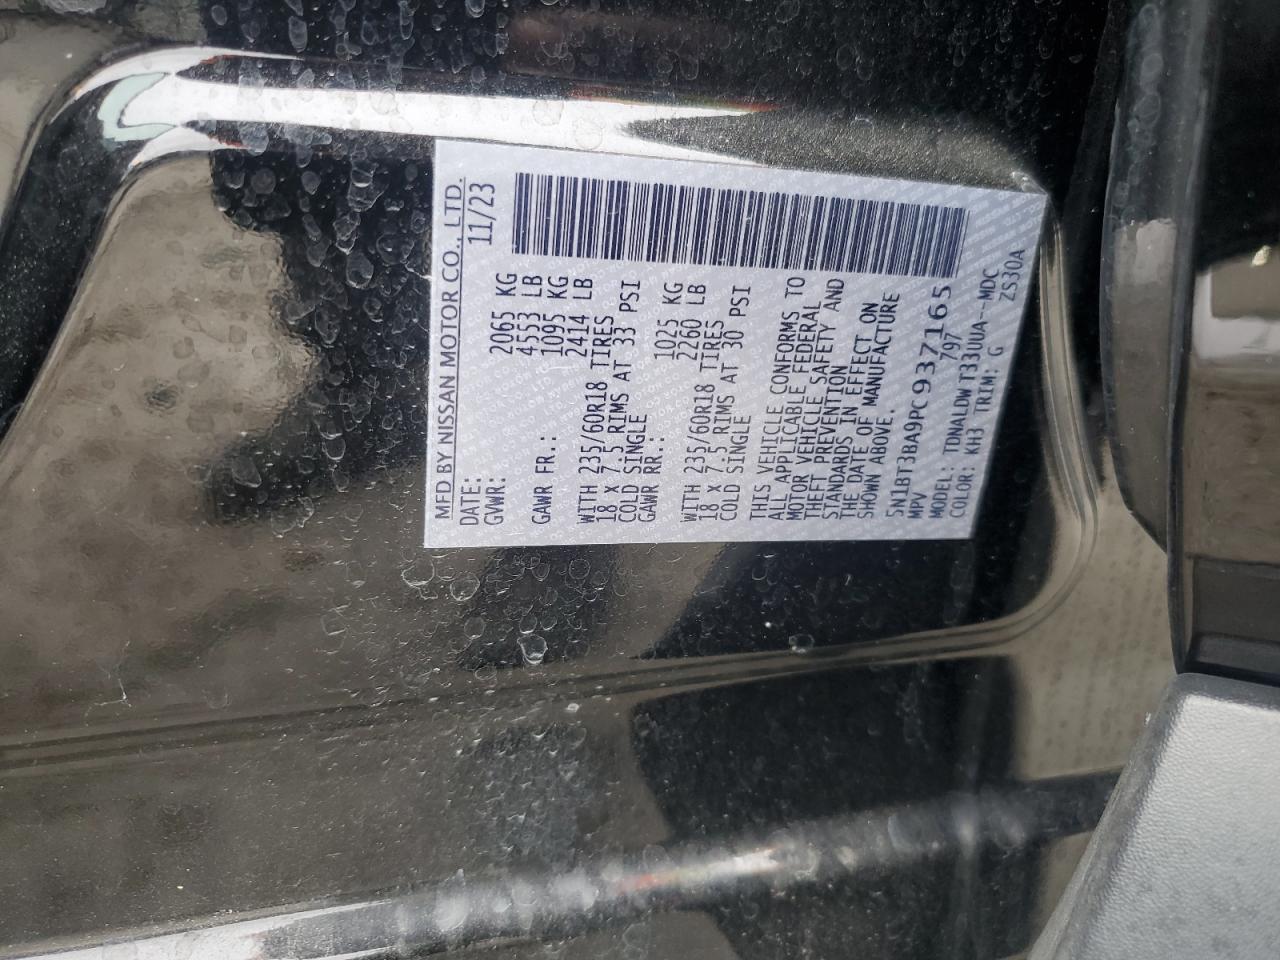 MFD BY NISSAN MOTOR CO., LTD.
DATE: 11/23
GVWR: 2065 KG
4553 LB
GAWR FR.: 1095 KG
2414 LB
WITH 235/60R18 TIRES
18 X 7.5 RIMS AT 33 PSI
COLD SINGLE
GAWR RR.: 1025 KG
2260 LB
WITH 235/60R18 TIRES
18 X 7.5 RIMS AT 30 PSI
COLD SINGLE
THIS VEHICLE CONFORMS TO
ALL APPLICABLE FEDERAL
MOTOR VEHICLE SAFETY AND
THEFT PREVENTION
STANDARDS IN EFFECT ON
THE DATE OF MANUFACTURE
SHOWN ABOVE.
5N1BT3BA9PC937165
MPV 797
MODEL: TDNALDWT33UUA--MDC
COLOR: KH3 TRIM: G ZS30A